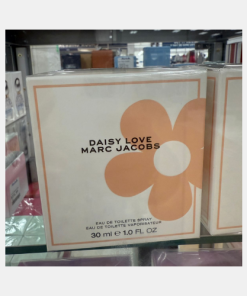 DAISY LOVE
MARC JACOBS
EAU DE TOILETTE SPRAY
EAU DE TOILETTE VAPORISATEUR
30 ml ℮ 1.0 FL OZ